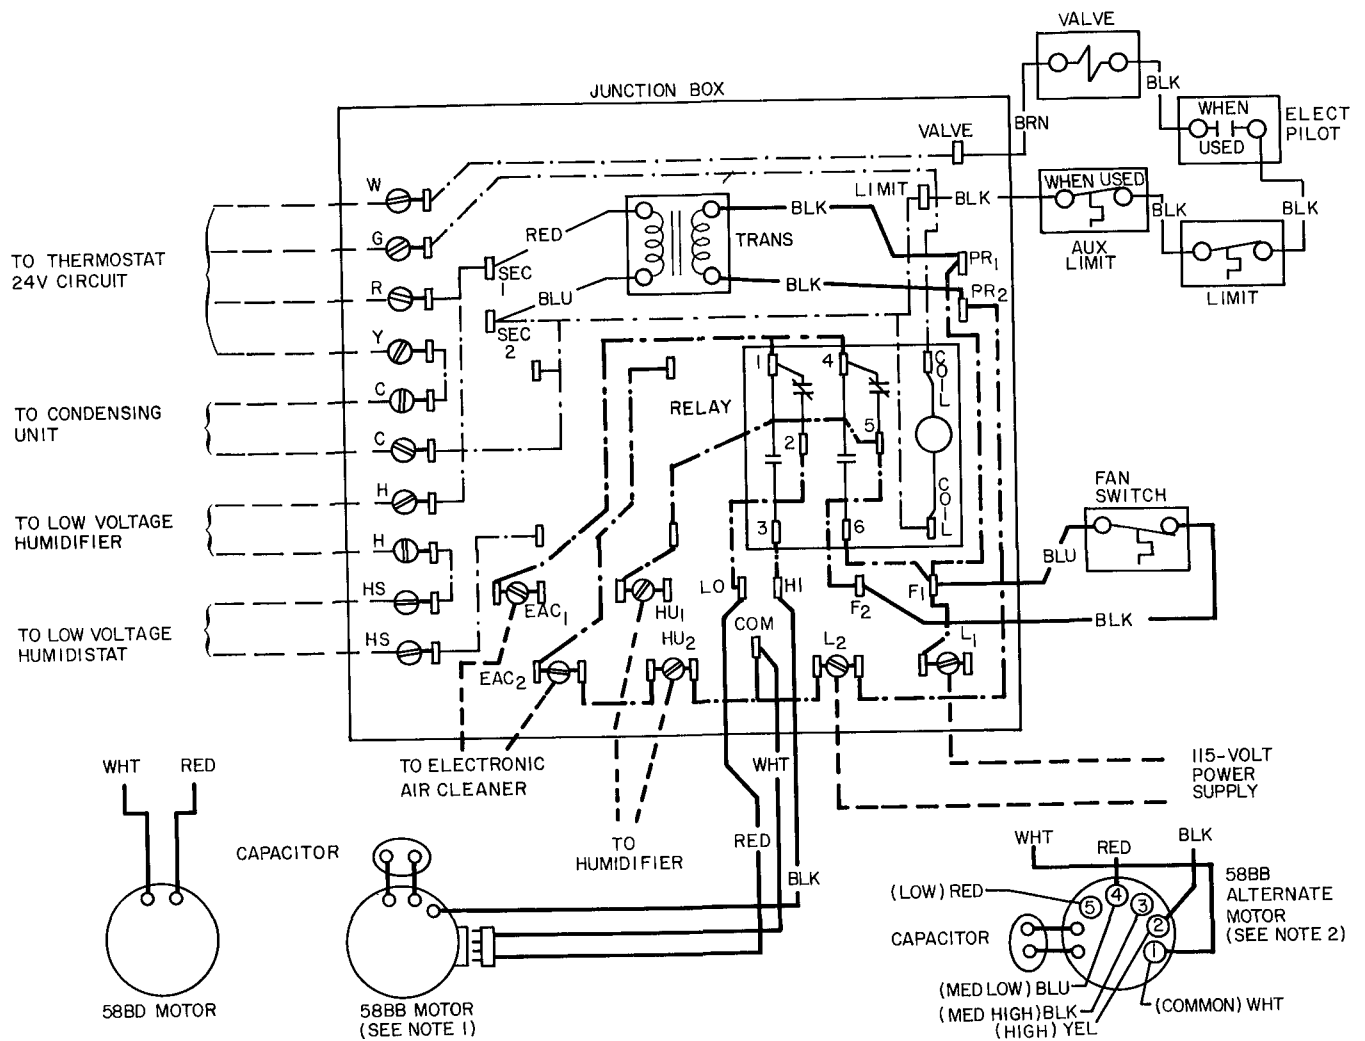 VALVE
JUNCTION BOX
BLK
WHEN
USED
ELECT
PILOT
VALVE
BRN
W
LIMIT
BLK
WHEN USED
BLK
BLK
AUX
LIMIT
LIMIT
TO THERMOSTAT
24V CIRCUIT
G
RED
TRANS
BLK
PR1
R
SEC
1
BLU
BLK
PR2
Y
SEC
2
1
4
COIL
TO CONDENSING
UNIT
C
RELAY
C
2
5
COIL
TO LOW VOLTAGE
HUMIDIFIER
H
H
3
6
FAN
SWITCH
BLU
BLK
HS
EAC1
HU1
LO
HI
F2
F1
TO LOW VOLTAGE
HUMIDISTAT
HS
EAC2
HU2
COM
L2
L1
WHT
RED
TO ELECTRONIC
AIR CLEANER
WHT
115-VOLT
POWER
SUPPLY
CAPACITOR
TO
HUMIDIFIER
RED
BLK
WHT
RED
BLK
(LOW) RED
5
4
3
2
1
58BB
ALTERNATE
MOTOR
(SEE NOTE 2)
CAPACITOR
(MED LOW) BLU
(MED HIGH) BLK
(HIGH) YEL
(COMMON) WHT
58BD MOTOR
58BB MOTOR
(SEE NOTE 1)